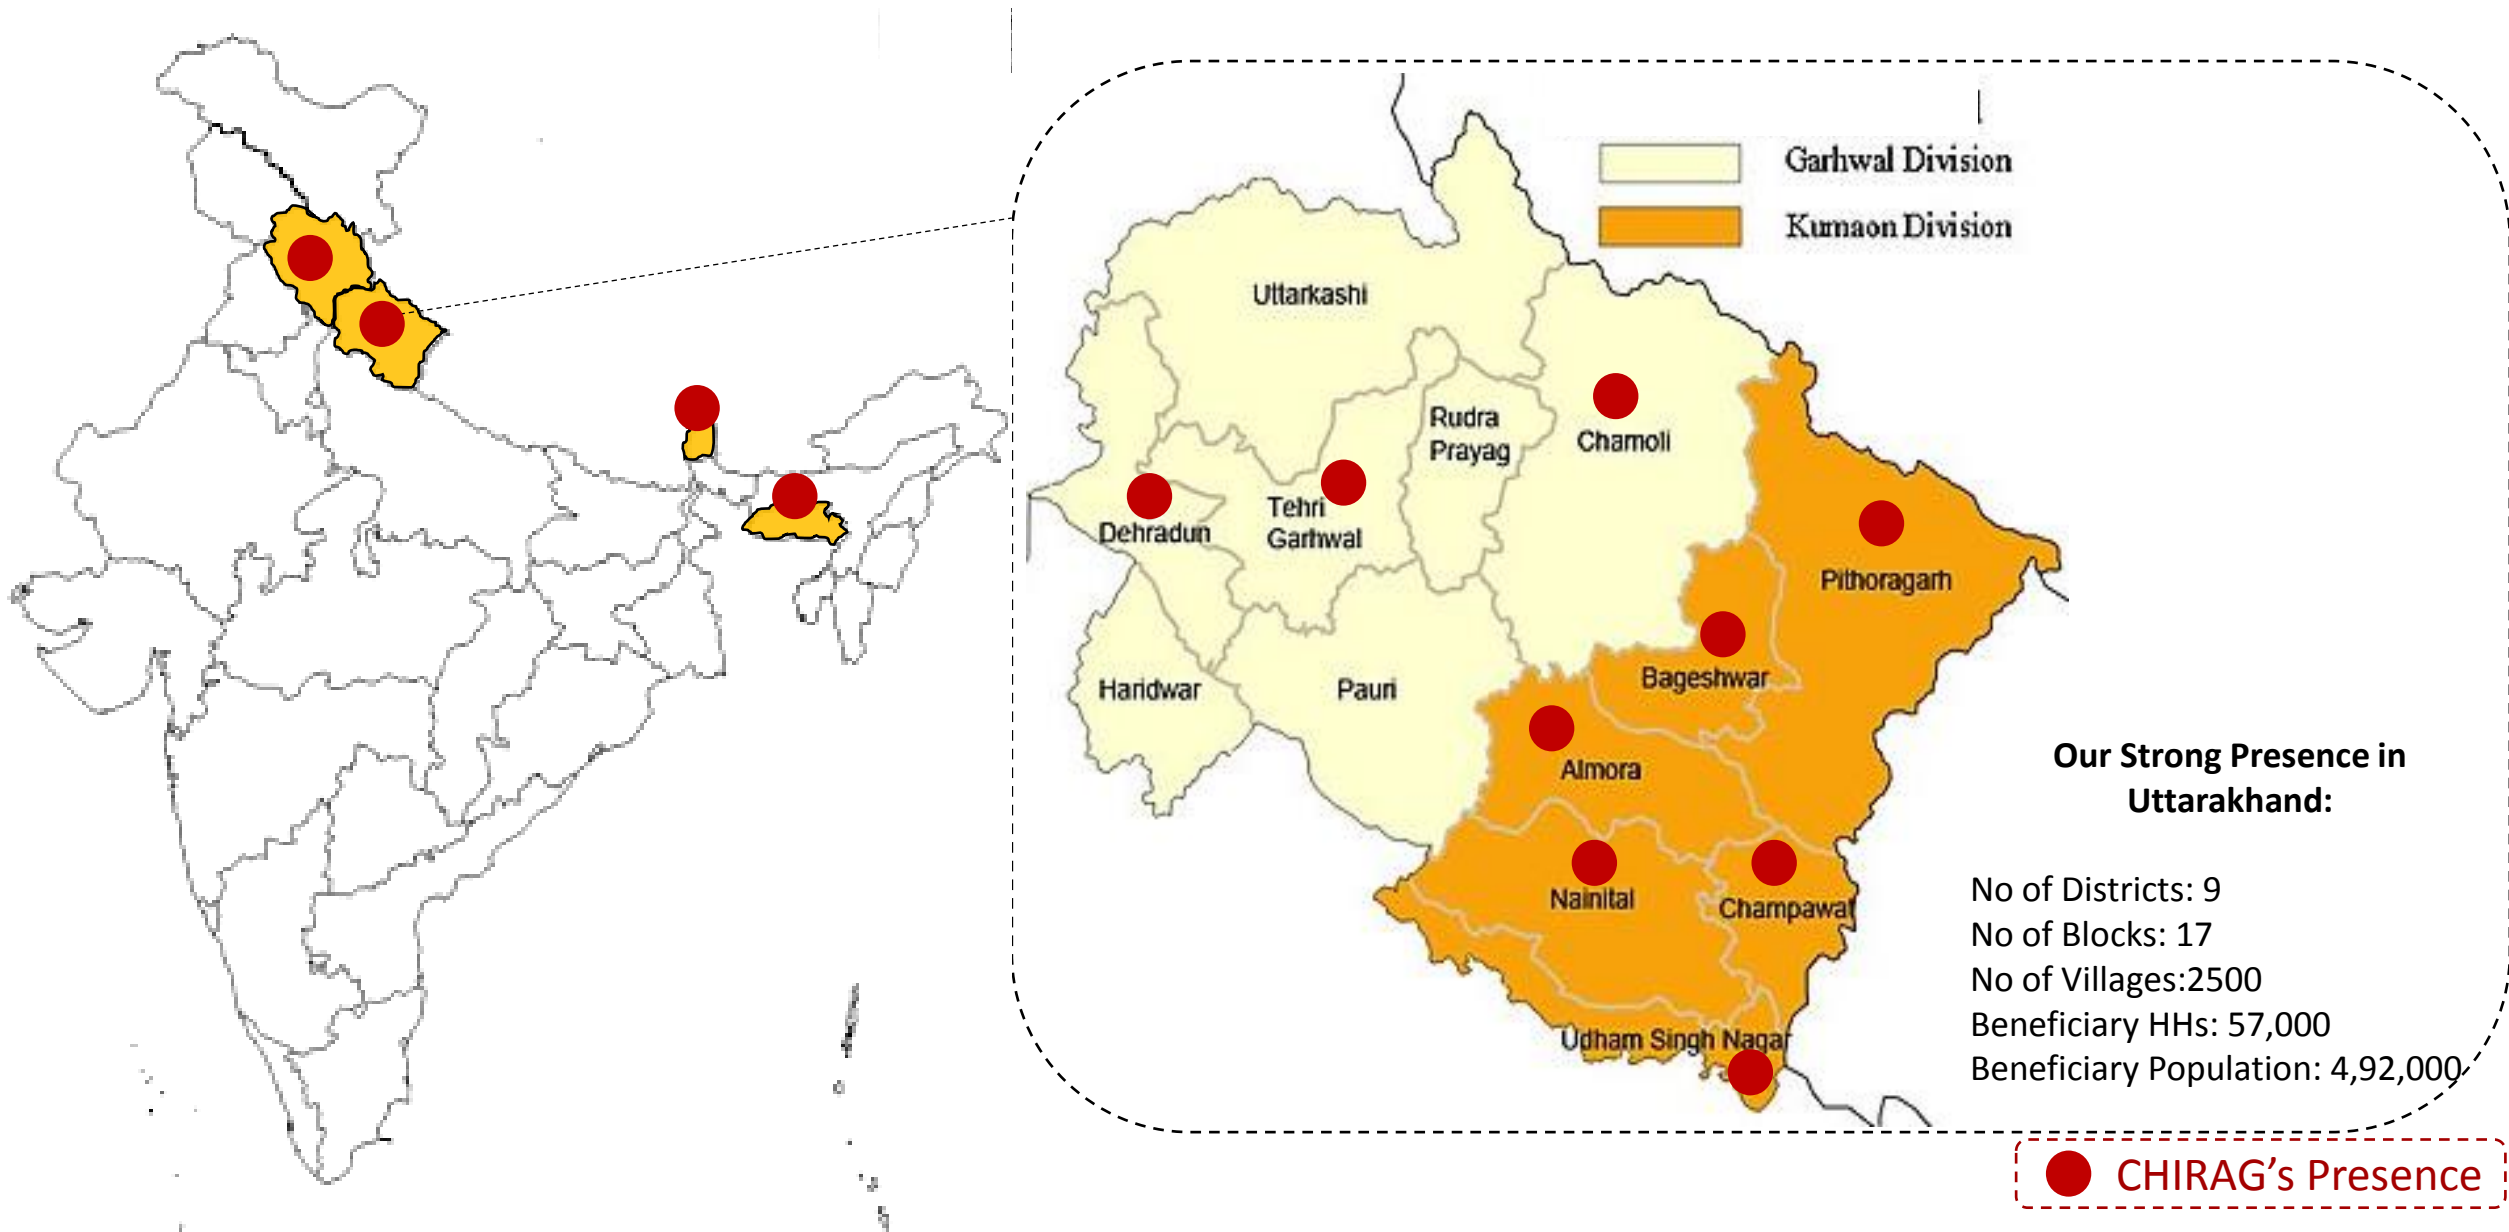 Garhwal Division
Kumaon Division
Uttarkashi
Rudra
Prayag
Chamoli
Tehri
Garhwal
Dehradun
Pithoragarh
Haridwar
Pauri
Bageshwar
Almora
Nainital
Champawat
Udham Singh Nagar
Our Strong Presence in
Uttarakhand:
No of Districts: 9
No of Blocks: 17
No of Villages:2500
Beneficiary HHs: 57,000
Beneficiary Population: 4,92,000
CHIRAG's Presence